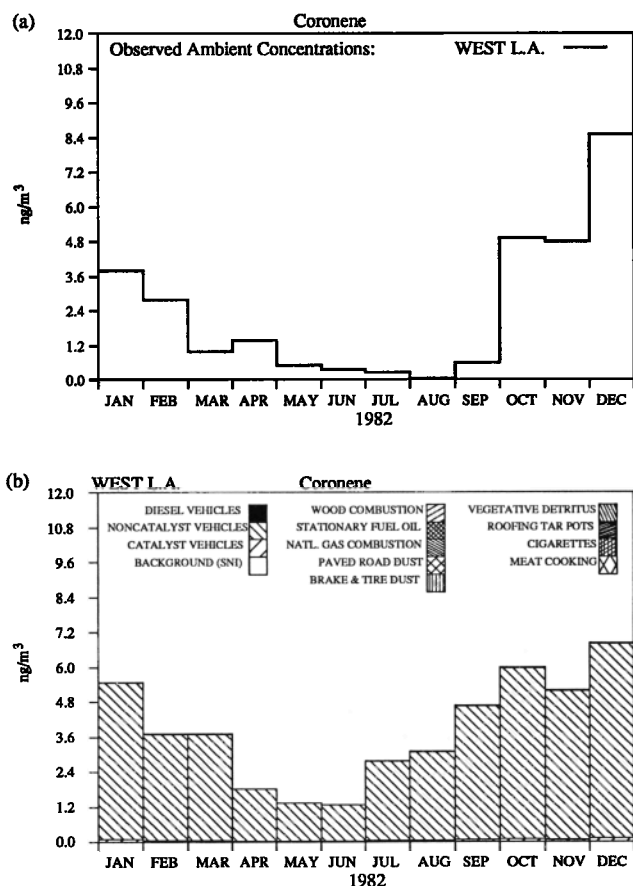 (a)
Coronene
Observed Ambient Concentrations: WEST L.A.
12.0
10.8
9.6
8.4
7.2
6.0
4.8
3.6
2.4
1.2
0.0
ng/m³
JAN FEB MAR APR MAY JUN JUL AUG SEP OCT NOV DEC
1982
(b)
WEST L.A. Coronene
DIESEL VEHICLES WOOD COMBUSTION VEGETATIVE DETRITUS
NONCATALYST VEHICLES STATIONARY FUEL OIL ROOFING TAR POTS
CATALYST VEHICLES NATL. GAS COMBUSTION CIGARETTES
BACKGROUND (SNI) PAVED ROAD DUST MEAT COOKING
BRAKE & TIRE DUST
12.0
10.8
9.6
8.4
7.2
6.0
4.8
3.6
2.4
1.2
0.0
ng/m³
JAN FEB MAR APR MAY JUN JUL AUG SEP OCT NOV DEC
1982